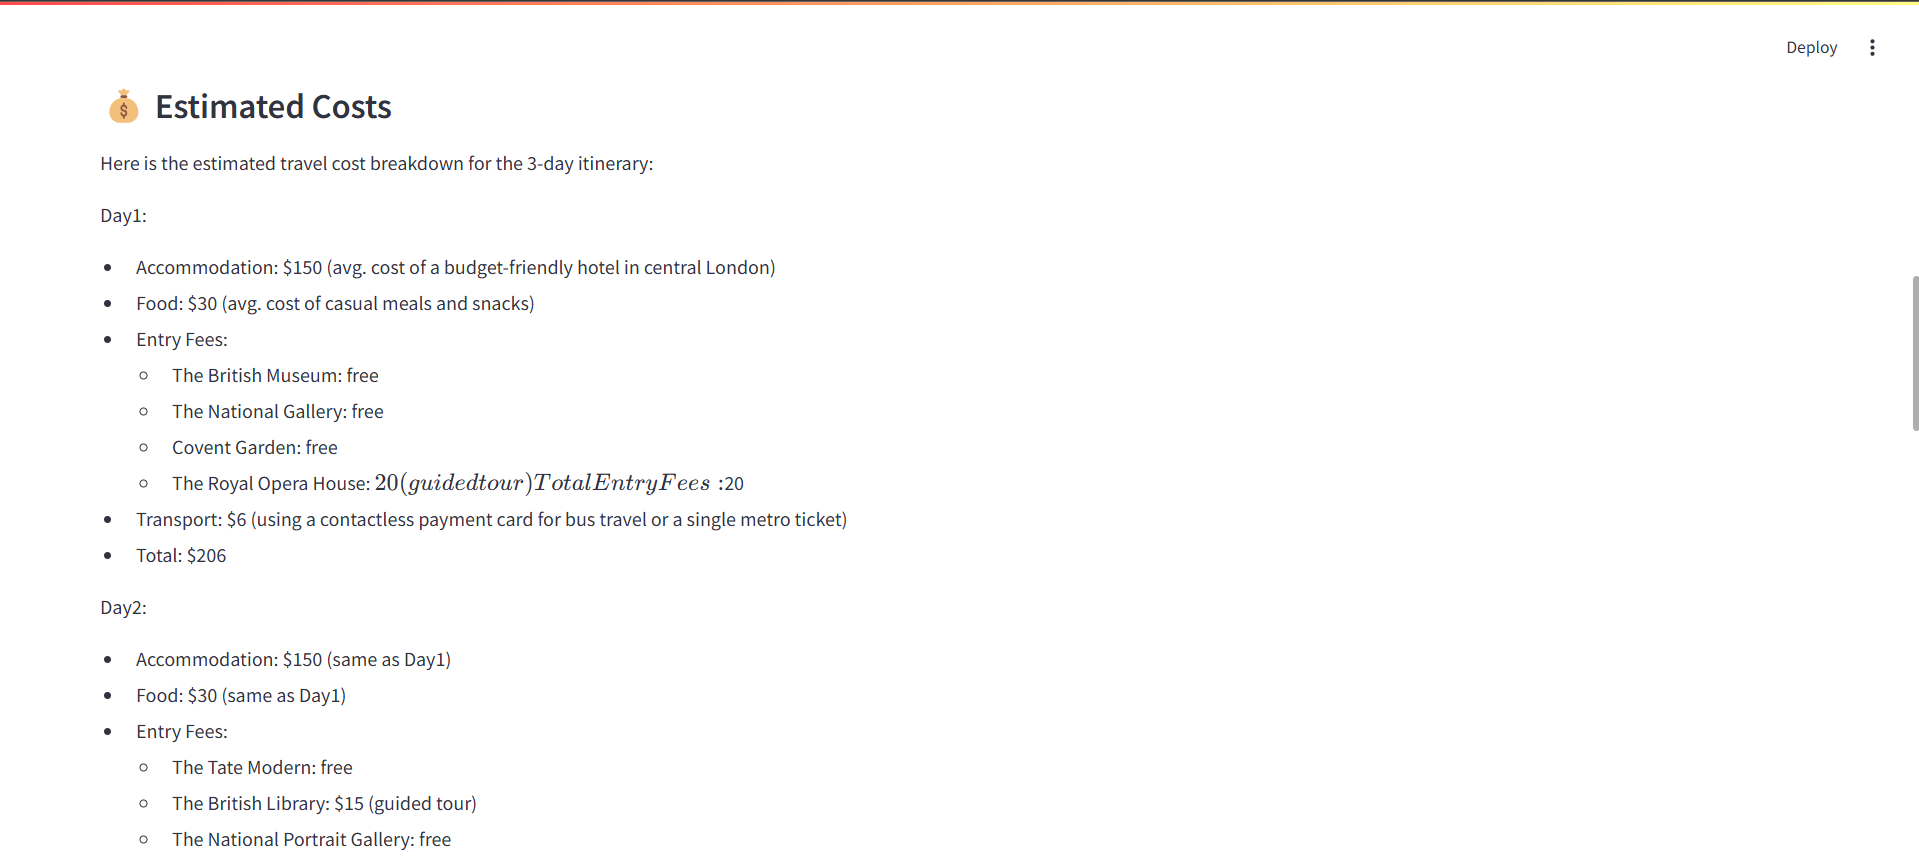 Deploy
Estimated Costs
Here is the estimated travel cost breakdown for the 3-day itinerary:
Day1:
Accommodation: $150 (avg. cost of a budget-friendly hotel in central London)
Food: $30 (avg. cost of casual meals and snacks)
Entry Fees:
The British Museum: free
The National Gallery: free
Covent Garden: free
The Royal Opera House: 20(guidedtour)TotalEntryFees:20
Transport: $6 (using a contactless payment card for bus travel or a single metro ticket)
Total: $206
Day2:
Accommodation: $150 (same as Day1)
Food: $30 (same as Day1)
Entry Fees:
The Tate Modern: free
The British Library: $15 (guided tour)
The National Portrait Gallery: free